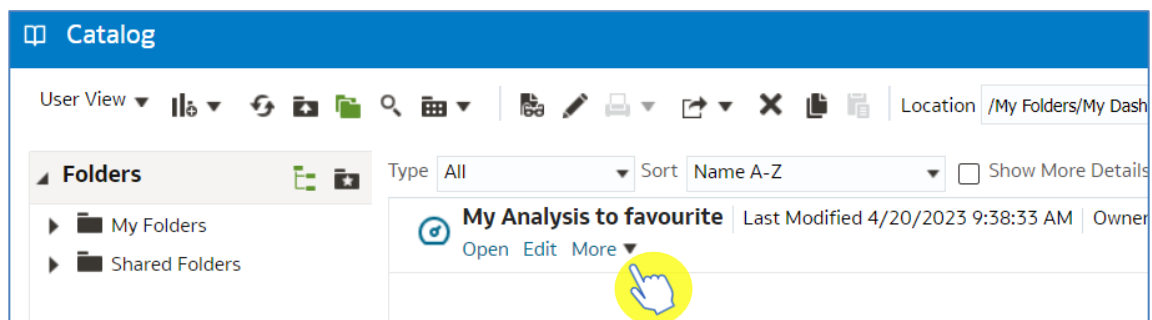 Catalog
User View
Location /My Folders/My Dash
Folders
Type All Sort Name A-Z Show More Details
My Folders
My Analysis to favourite Last Modified 4/20/2023 9:38:33 AM Owner
Open Edit More
Shared Folders